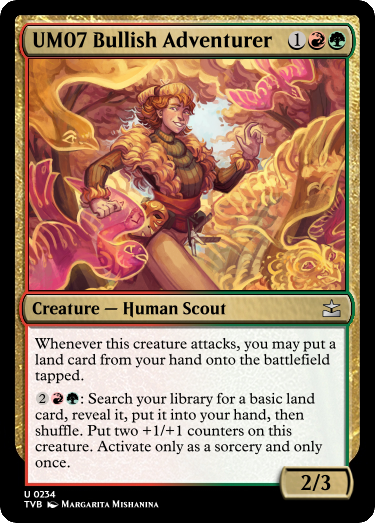 UM07 Bullish Adventurer 1
Creature — Human Scout
Whenever this creature attacks, you may put a
land card from your hand onto the battlefield
tapped.
2: Search your library for a basic land
card, reveal it, put it into your hand, then
shuffle. Put two +1/+1 counters on this
creature. Activate only as a sorcery and only
once.
2/3
U 0234
TVB Margarita Mishanina